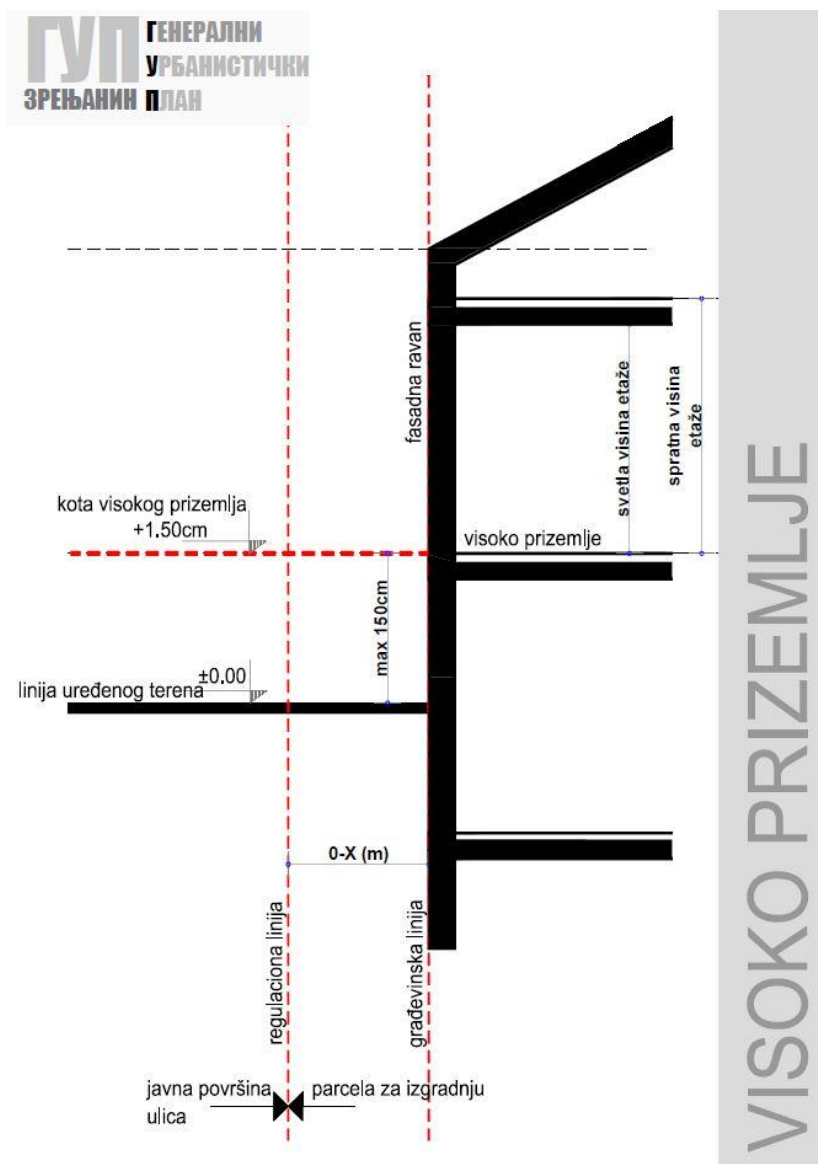 ГУП
ГЕНЕРАЛНИ
УРБАНИСТИЧКИ
ЗРЕЊАНИН ПЛАН
fasadna ravan
svetla visina etaže
spratna visina
etaže
kota visokog prizemlja
+1.50cm
visoko prizemlje
max 150cm
±0.00
linija uređenog terena
0-X (m)
regulaciona linija
građevinska linija
javna površina
ulica
parcela za izgradnju
VISOKO PRIZEMLJE